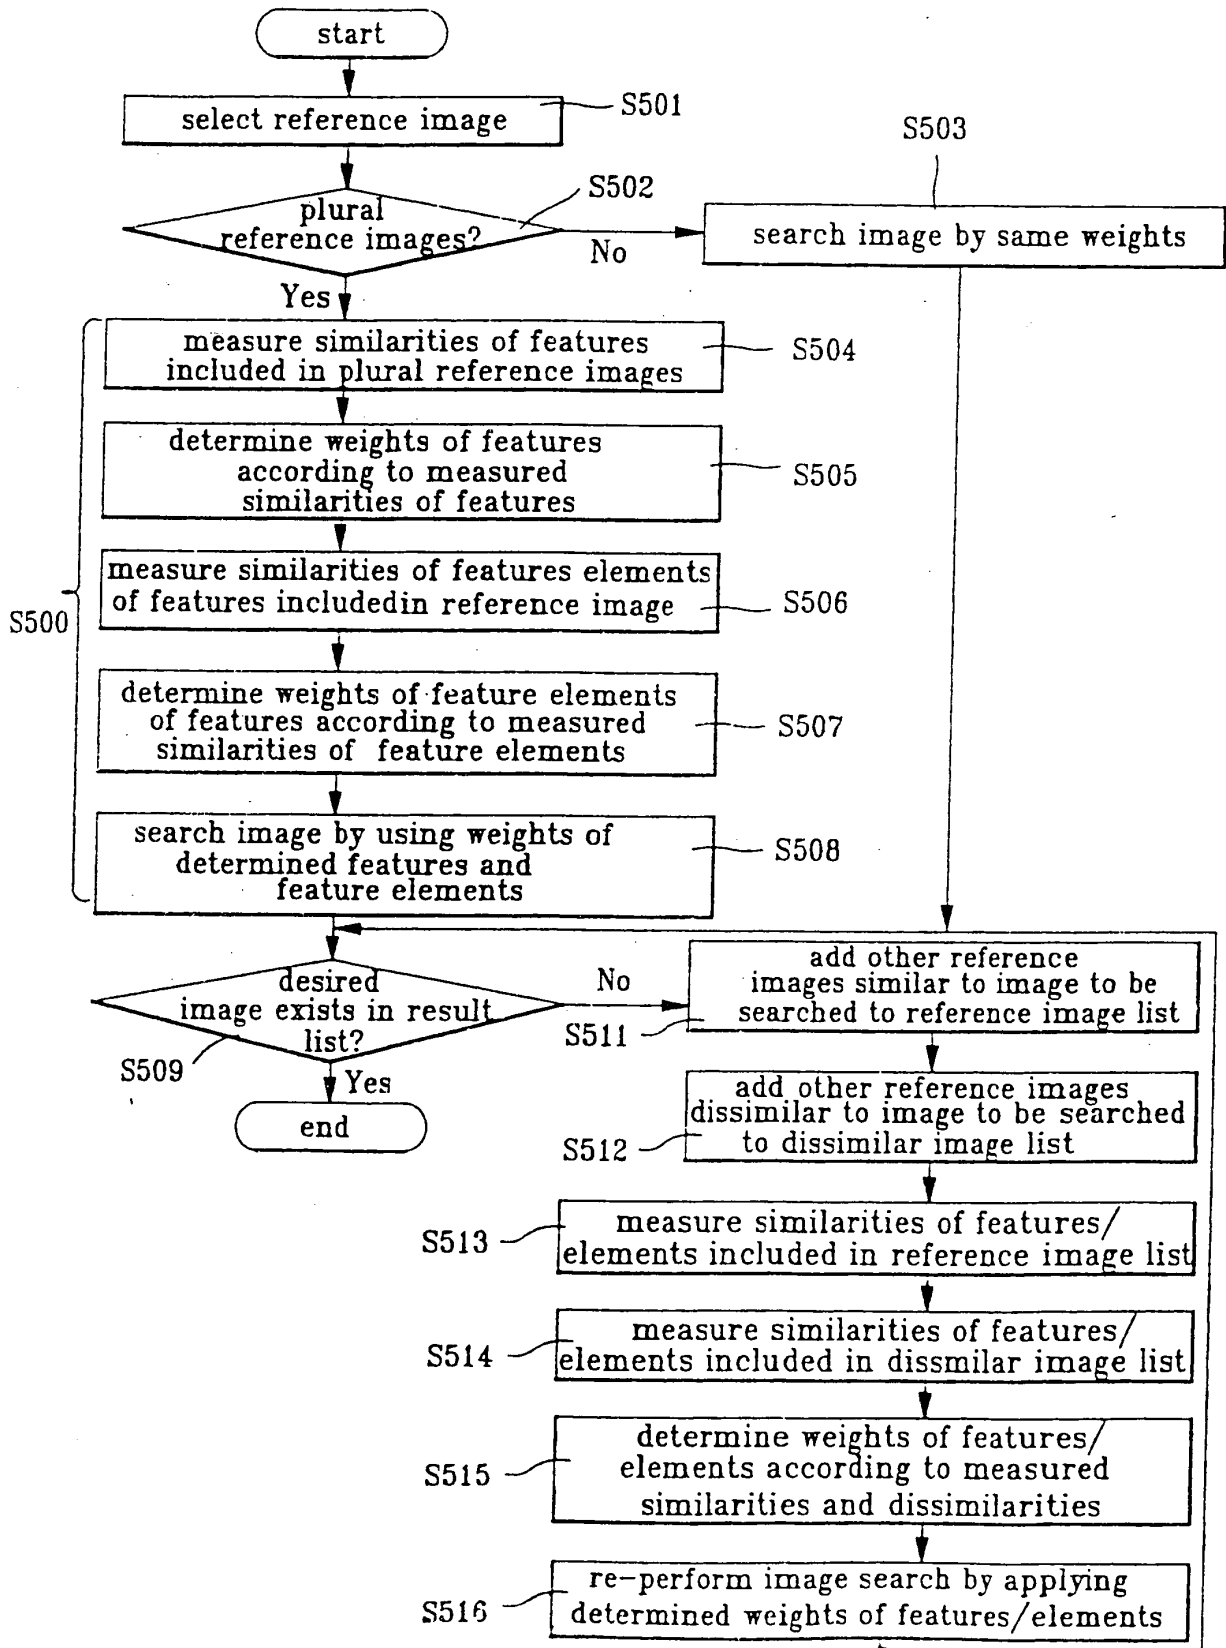 start
select reference image
S501
S503
plural
reference images?
S502
No
search image by same weights
Yes
S500
measure similarities of features
included in plural reference images
S504
determine weights of features
according to measured
similarities of features
S505
measure similarities of features elements
of features includedin reference image
S506
determine weights of feature elements
of features according to measured
similarities of feature elements
S507
search image by using weights of
determined features and
feature elements
S508
desired
image exists in result
list?
S509
No
Yes
end
add other reference
images similar to image to be
searched to reference image list
S511
add other reference images
dissimilar to image to be searched
to dissimilar image list
S512
measure similarities of features/
elements included in reference image list
S513
measure similarities of features/
elements included in dissmilar image list
S514
determine weights of features/
elements according to measured
similarities and dissimilarities
S515
re-perform image search by applying
determined weights of features/elements
S516